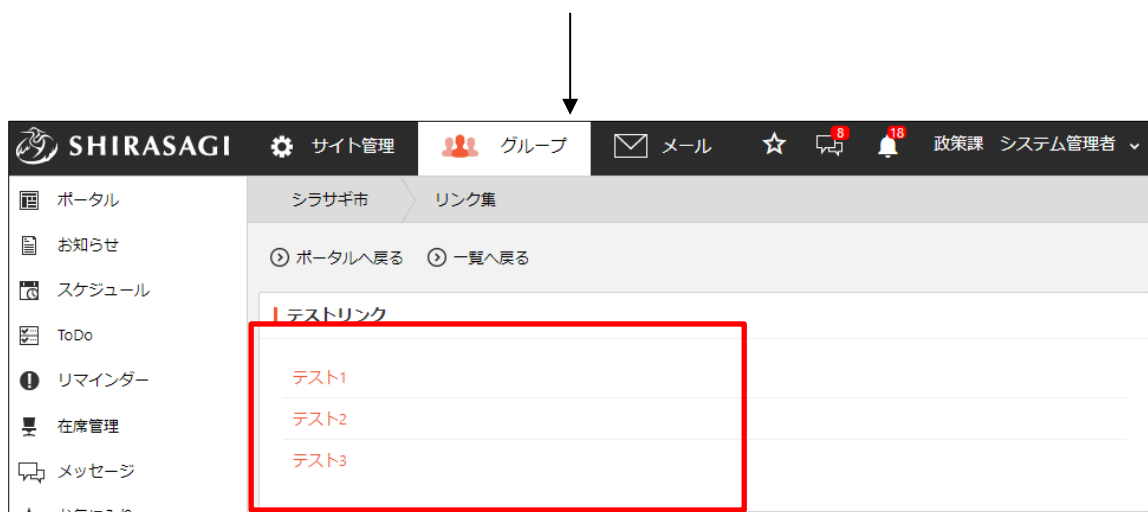 SHIRASAGI サイト管理 グループ メール 8 18 政策課 システム管理者
ポータル
お知らせ
スケジュール
ToDo
リマインダー
在席管理
メッセージ
シラサギ市 リンク集
ポータルへ戻る 一覧へ戻る
テストリンク
テスト1
テスト2
テスト3